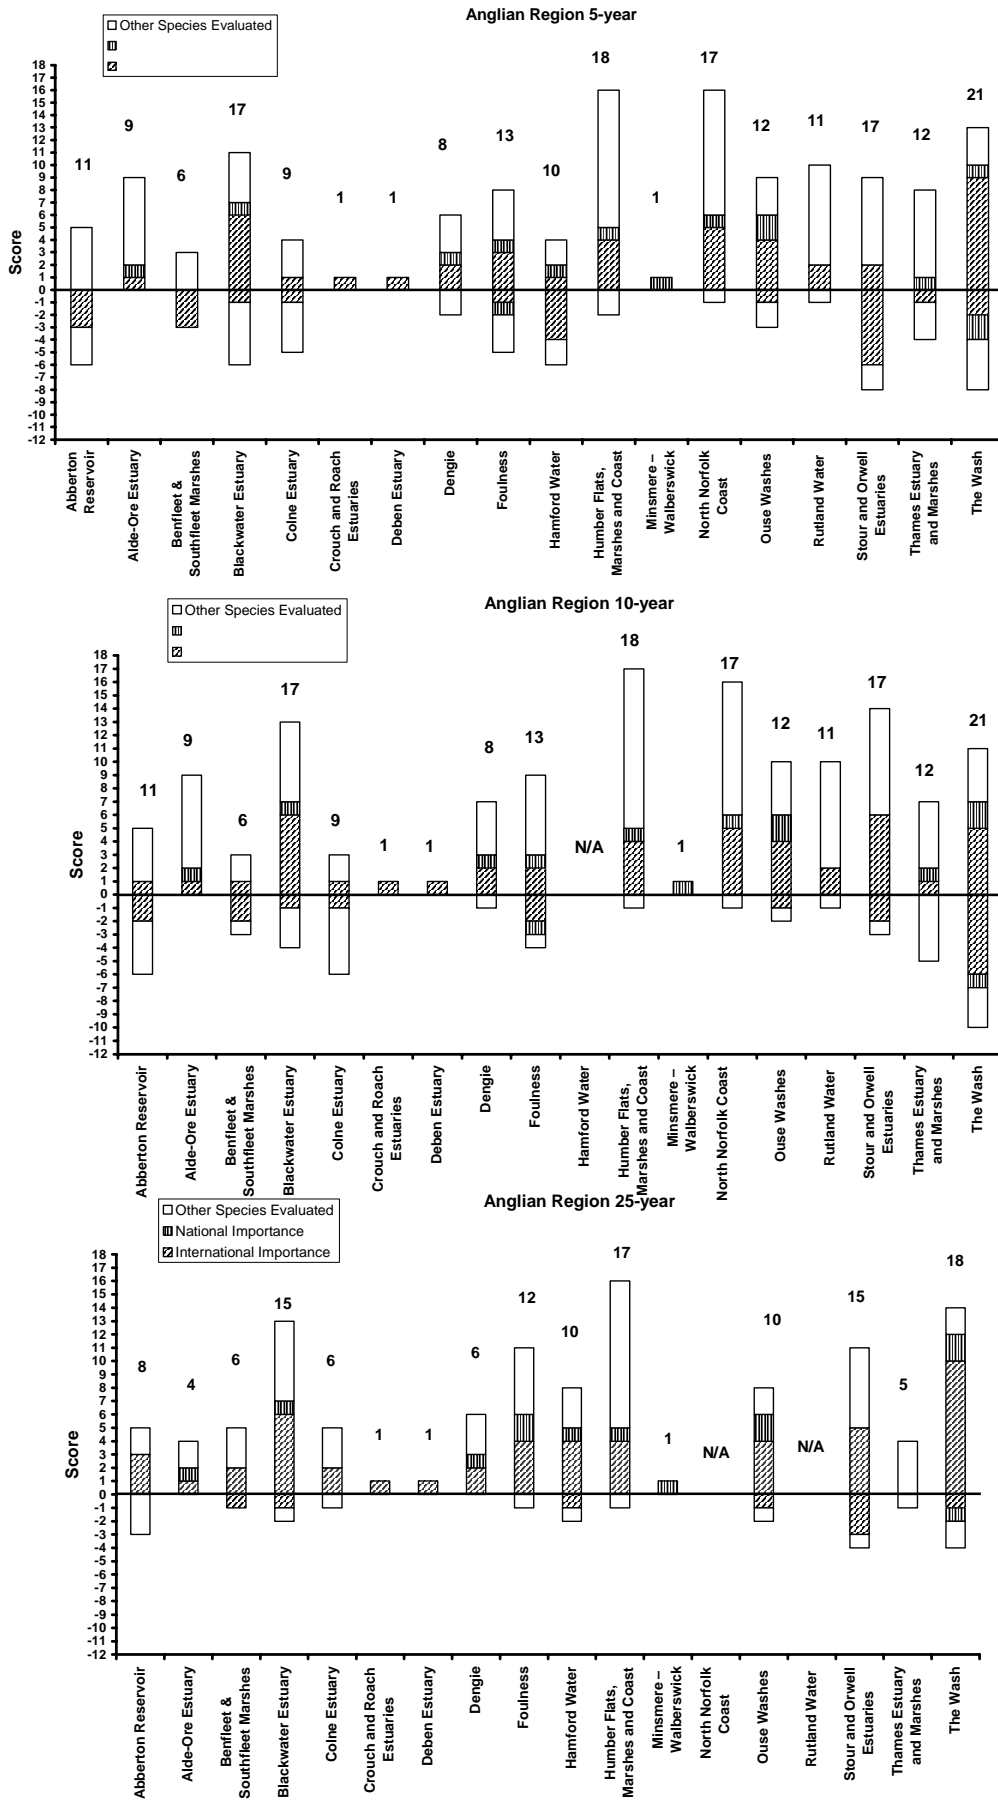 Anglian Region 5-year
Other Species Evaluated
18
17
16
15
14
13
12
11
10
9
8
7
6
5
4
3
2
1
0
-1
-2
-3
-4
-5
-6
-7
-8
-9
-10
-11
-12
Score
11
9
6
17
9
1
1
8
13
10
18
1
17
12
11
17
12
21
Abberton
Reservoir
Alde-Ore Estuary
Benfleet &
Southfleet Marshes
Blackwater Estuary
Colne Estuary
Crouch and Roach
Estuaries
Deben Estuary
Dengie
Foulness
Hamford Water
Humber Flats,
Marshes and Coast
Minsmere –
Walberswick
North Norfolk
Coast
Ouse Washes
Rutland Water
Stour and Orwell
Estuaries
Thames Estuary
and Marshes
The Wash
Anglian Region 10-year
Other Species Evaluated
18
17
16
15
14
13
12
11
10
9
8
7
6
5
4
3
2
1
0
-1
-2
-3
-4
-5
-6
-7
-8
-9
-10
-11
-12
Score
11
9
6
17
9
1
1
8
13
N/A
18
1
17
12
11
17
12
21
Abberton Reservoir
Alde-Ore Estuary
Benfleet &
Southfleet Marshes
Blackwater Estuary
Colne Estuary
Crouch and Roach
Estuaries
Deben Estuary
Dengie
Foulness
Hamford Water
Humber Flats,
Marshes and Coast
Minsmere –
Walberswick
North Norfolk Coast
Ouse Washes
Rutland Water
Stour and Orwell
Estuaries
Thames Estuary
and Marshes
The Wash
Anglian Region 25-year
Other Species Evaluated
National Importance
International Importance
18
17
16
15
14
13
12
11
10
9
8
7
6
5
4
3
2
1
0
-1
-2
-3
-4
-5
-6
-7
-8
-9
-10
-11
-12
Score
8
4
6
15
6
1
1
6
12
10
17
1
N/A
10
N/A
15
5
18
Abberton Reservoir
Alde-Ore Estuary
Benfleet &
Southfleet Marshes
Blackwater Estuary
Colne Estuary
Crouch and Roach
Estuaries
Deben Estuary
Dengie
Foulness
Hamford Water
Humber Flats,
Marshes and Coast
Minsmere –
Walberswick
North Norfolk
Coast
Ouse Washes
Rutland Water
Stour and Orwell
Estuaries
Thames Estuary
and Marshes
The Wash